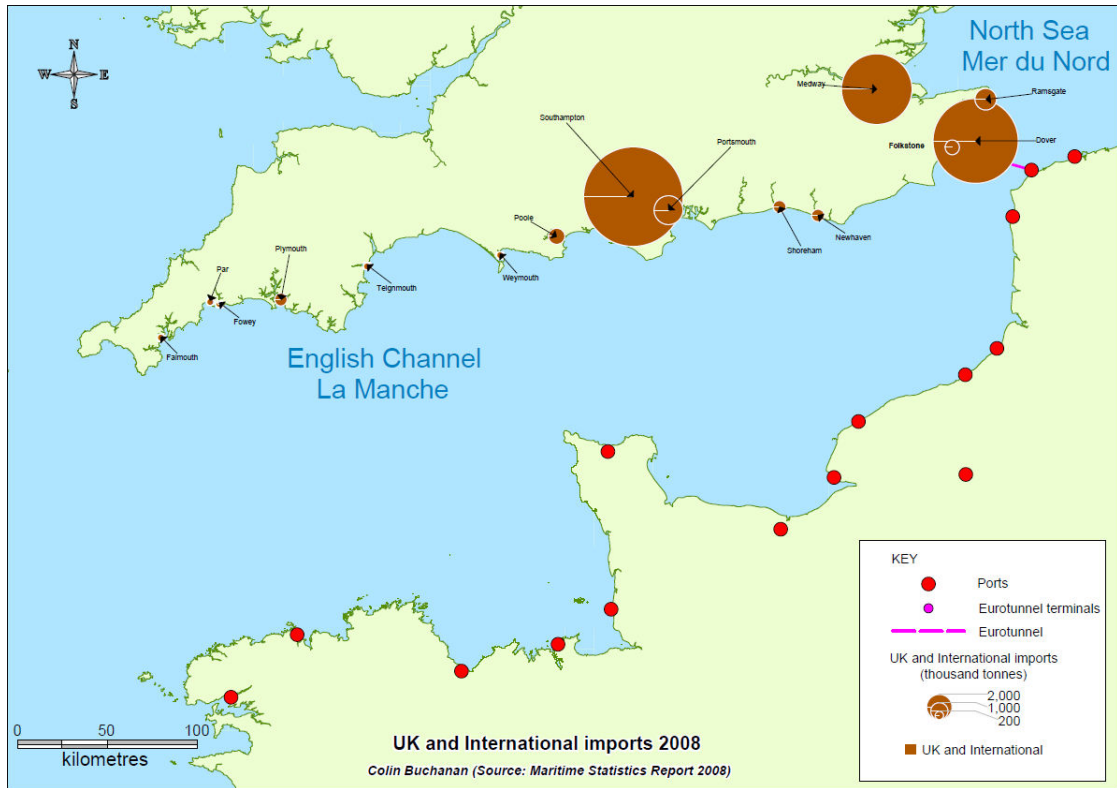 North Sea
Mer du Nord
N
W E
S
Medway
Ramsgate
Southampton
Portsmouth
Dover
Folkstone
Poole
Shoreham
Newhaven
Plymouth
Par
Teignmouth
Weymouth
Fowey
Falmouth
English Channel
La Manche
KEY
Ports
Eurotunnel terminals
Eurotunnel
UK and International imports
(thousand tonnes)
2,000
1,000
200
UK and International
0 50 100
kilometres
UK and International imports 2008
Colin Buchanan (Source: Maritime Statistics Report 2008)